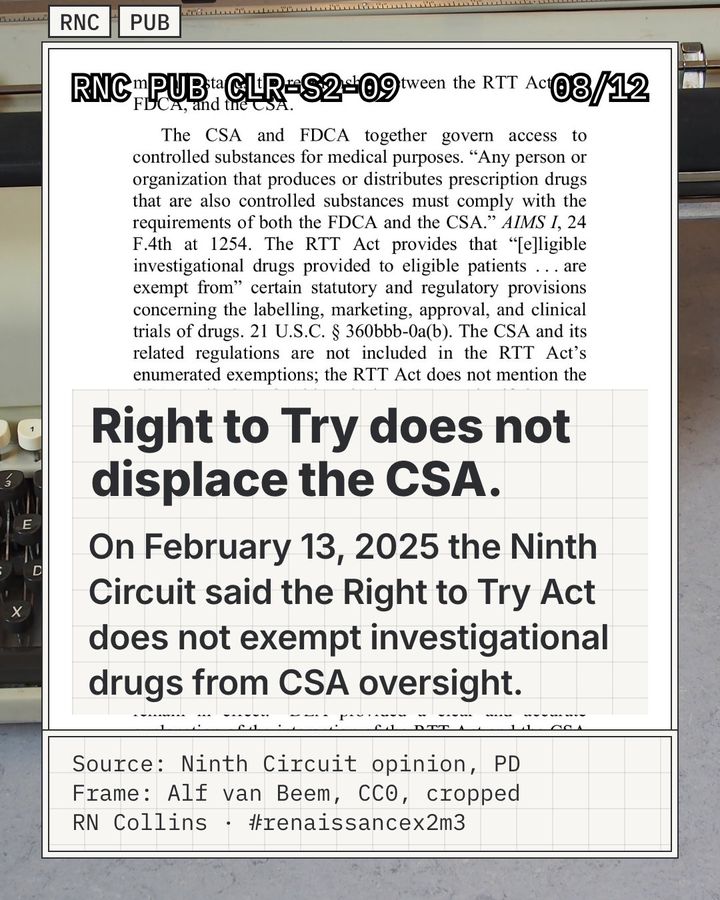 RNC PUB
RNC PUB CLR-S2-09 08/12
between the RTT Act
FDCA, and the CSA.
The CSA and FDCA together govern access to
controlled substances for medical purposes. “Any person or
organization that produces or distributes prescription drugs
that are also controlled substances must comply with the
requirements of both the FDCA and the CSA.” AIMS I, 24
F.4th at 1254. The RTT Act provides that “[e]ligible
investigational drugs provided to eligible patients . . . are
exempt from” certain statutory and regulatory provisions
concerning the labelling, marketing, approval, and clinical
trials of drugs. 21 U.S.C. § 360bbb-0a(b). The CSA and its
related regulations are not included in the RTT Act’s
enumerated exemptions; the RTT Act does not mention the
Right to Try does not
displace the CSA.
On February 13, 2025 the Ninth
Circuit said the Right to Try Act
does not exempt investigational
drugs from CSA oversight.
Source: Ninth Circuit opinion, PD
Frame: Alf van Beem, CC0, cropped
RN Collins · #renaissancex2m3